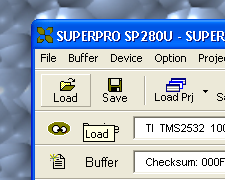 SUPERPRO SP280U - SUPER
File Buffer Device Option Proje
Load Save Load Prj Sa
Load TI TMS2532 100
Buffer Checksum: 000F